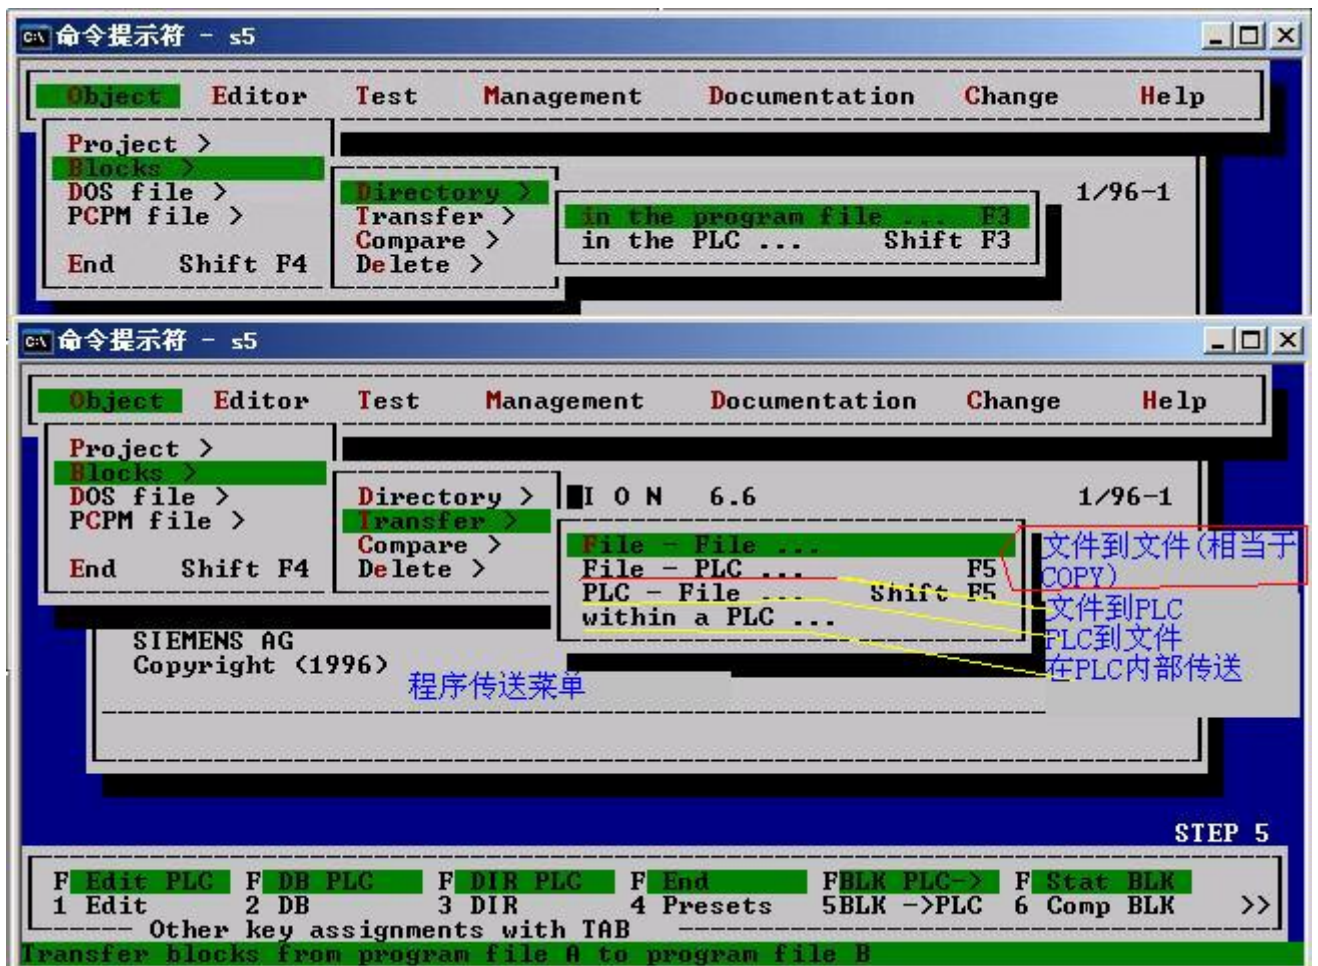 命令提示符 - s5
Object Editor Test Management Documentation Change Help
Project >
Blocks >
DOS file > Directory > 1/96-1
PCPM file > Transfer > in the program file ... F3
Compare > in the PLC ... Shift F3
End Shift F4 Delete >
命令提示符 - s5
Object Editor Test Management Documentation Change Help
Project >
Blocks >
DOS file > Directory > I O N 6.6 1/96-1
PCPM file > Transfer >
Compare > File - File ... 文件到文件(相当于
End Shift F4 Delete > File - PLC ... F5 COPY)
PLC - File ... Shift F5 文件到PLC
within a PLC ... PLC到文件
SIEMENS AG
Copyright (1996) 在PLC内部传送
程序传送菜单
STEP 5
F Edit PLC F DB PLC F DIR PLC F End FBLK PLC-> F Stat BLK
1 Edit 2 DB 3 DIR 4 Presets 5BLK ->PLC 6 Comp BLK >>
Other key assignments with TAB
Transfer blocks from program file A to program file B